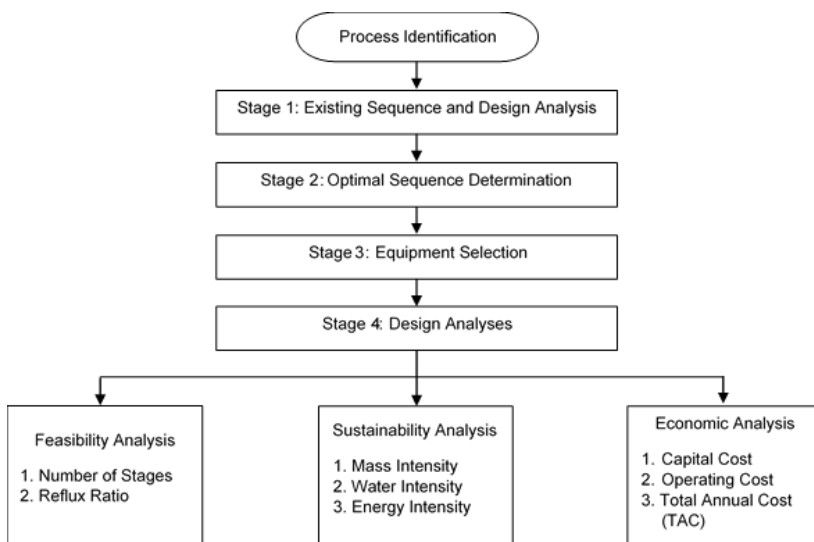 Process Identification
Stage 1: Existing Sequence and Design Analysis
Stage 2: Optimal Sequence Determination
Stage 3: Equipment Selection
Stage 4: Design Analyses
Feasibility Analysis
1. Number of Stages
2. Reflux Ratio
Sustainability Analysis
1. Mass Intensity
2. Water Intensity
3. Energy Intensity
Economic Analysis
1. Capital Cost
2. Operating Cost
3. Total Annual Cost
(TAC)